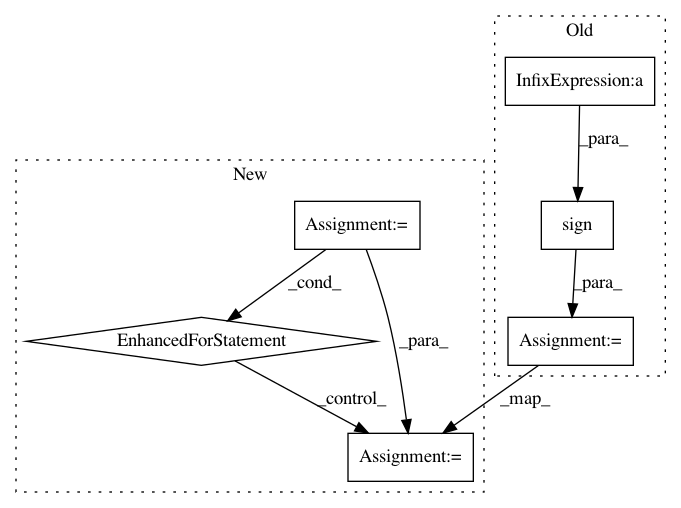 Old
InfixExpression:a
_para_
New
Assignment:=
sign
_cond_
_para_
EnhancedForStatement
_para_
Assignment:=
_control_
_map_
Assignment:=